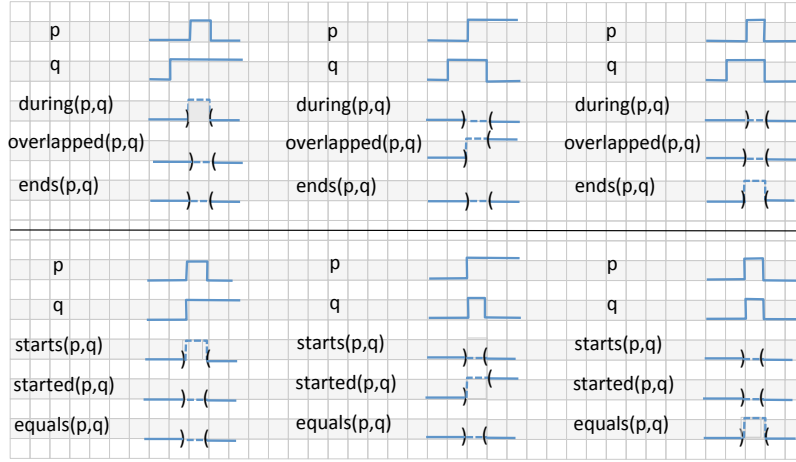 p p p
q q q
during(p,q) during(p,q) during(p,q)
overlapped(p,q) overlapped(p,q) overlapped(p,q)
ends(p,q) ends(p,q) ends(p,q)
p p p
q q q
starts(p,q) starts(p,q) starts(p,q)
started(p,q) started(p,q) started(p,q)
equals(p,q) equals(p,q) equals(p,q)